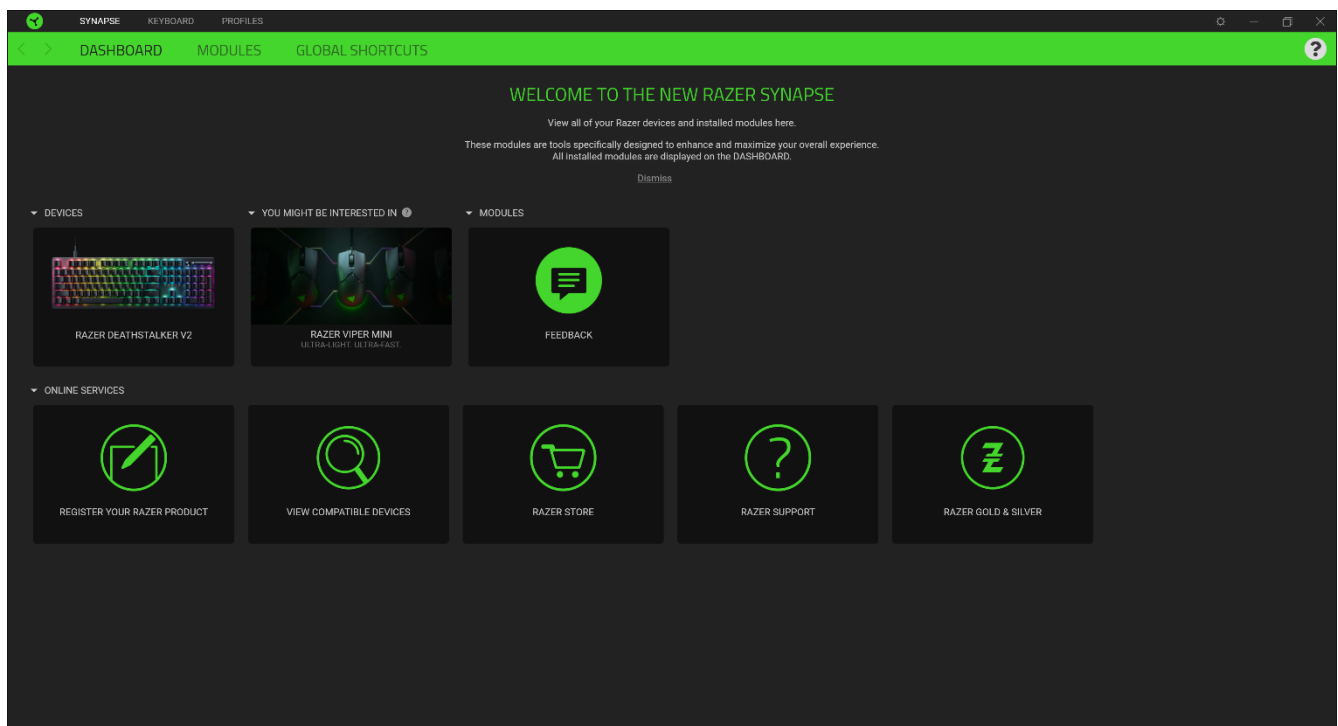 SYNAPSE KEYBOARD PROFILES
DASHBOARD MODULES GLOBAL SHORTCUTS ?
WELCOME TO THE NEW RAZER SYNAPSE
View all of your Razer devices and installed modules here.
These modules are tools specifically designed to enhance and maximize your overall experience.
All installed modules are displayed on the DASHBOARD.
Dismiss
DEVICES
RAZER DEATHSTALKER V2
YOU MIGHT BE INTERESTED IN ?
RAZER VIPER MINI
ULTRA-LIGHT. ULTRA-FAST.
MODULES
FEEDBACK
ONLINE SERVICES
REGISTER YOUR RAZER PRODUCT
VIEW COMPATIBLE DEVICES
RAZER STORE
RAZER SUPPORT
RAZER GOLD & SILVER